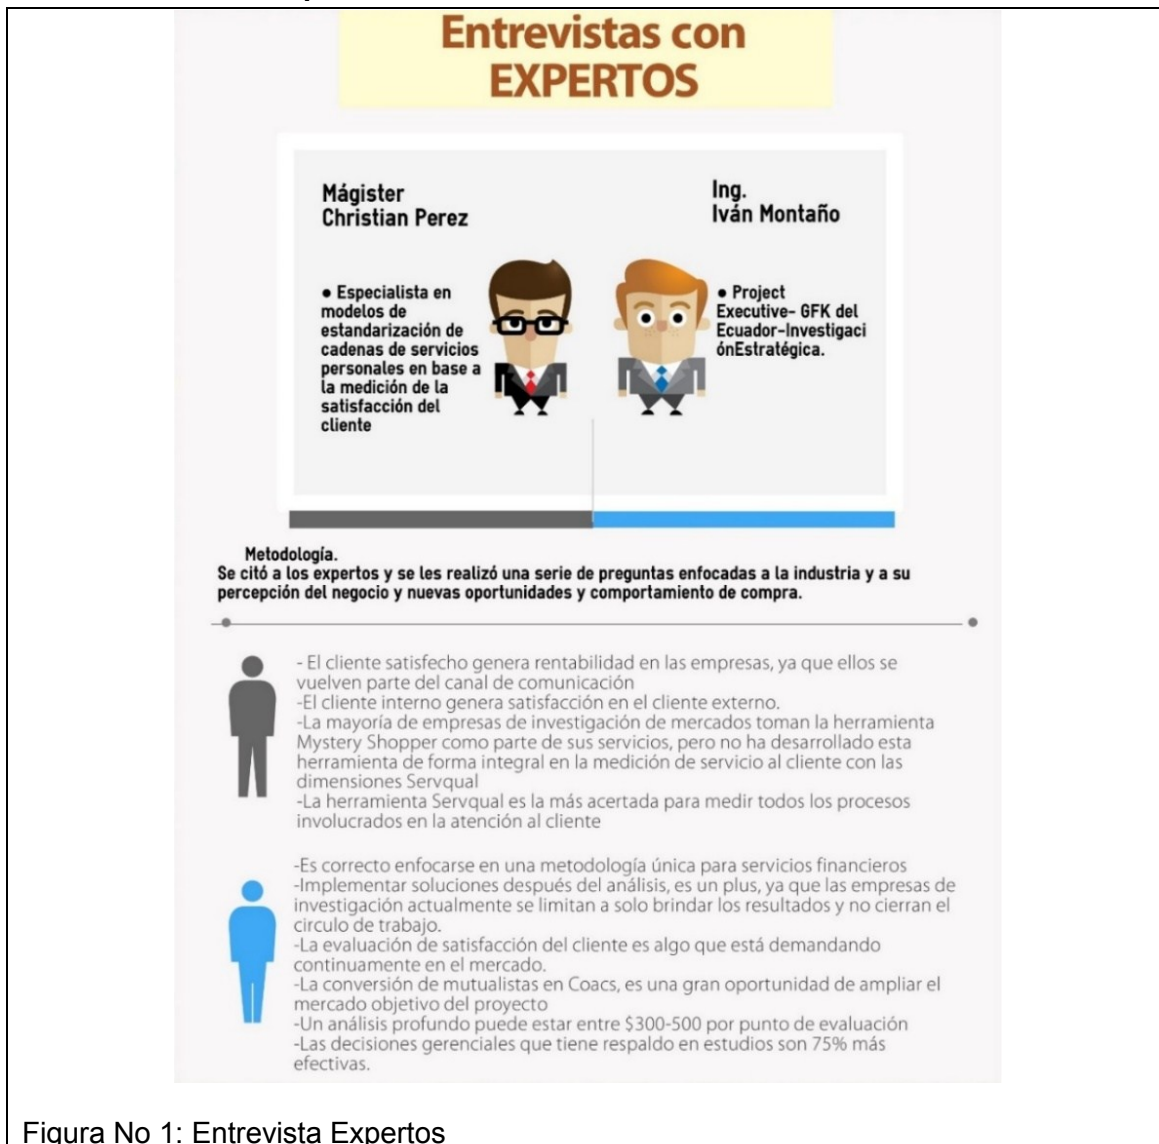 Entrevistas con
EXPERTOS
Mágister
Christian Perez
● Especialista en
modelos de
estandarización de
cadenas de servicios
personales en base a
la medición de la
satisfacción del
cliente
Ing.
Iván Montaño
● Project
Executive- GFK del
Ecuador-Investigaci
ónEstratégica.
Metodología.
Se citó a los expertos y se les realizó una serie de preguntas enfocadas a la industria y a su
percepción del negocio y nuevas oportunidades y comportamiento de compra.
- El cliente satisfecho genera rentabilidad en las empresas, ya que ellos se
vuelven parte del canal de comunicación
-El cliente interno genera satisfacción en el cliente externo.
-La mayoría de empresas de investigación de mercados toman la herramienta
Mystery Shopper como parte de sus servicios, pero no ha desarrollado esta
herramienta de forma integral en la medición de servicio al cliente con las
dimensiones Servqual
-La herramienta Servqual es la más acertada para medir todos los procesos
involucrados en la atención al cliente
-Es correcto enfocarse en una metodología única para servicios financieros
-Implementar soluciones después del análisis, es un plus, ya que las empresas de
investigación actualmente se limitan a solo brindar los resultados y no cierran el
circulo de trabajo.
-La evaluación de satisfacción del cliente es algo que está demandando
continuamente en el mercado.
-La conversión de mutualistas en Coacs, es una gran oportunidad de ampliar el
mercado objetivo del proyecto
-Un análisis profundo puede estar entre $300-500 por punto de evaluación
-Las decisiones gerenciales que tiene respaldo en estudios son 75% más
efectivas.
Figura No 1: Entrevista Expertos